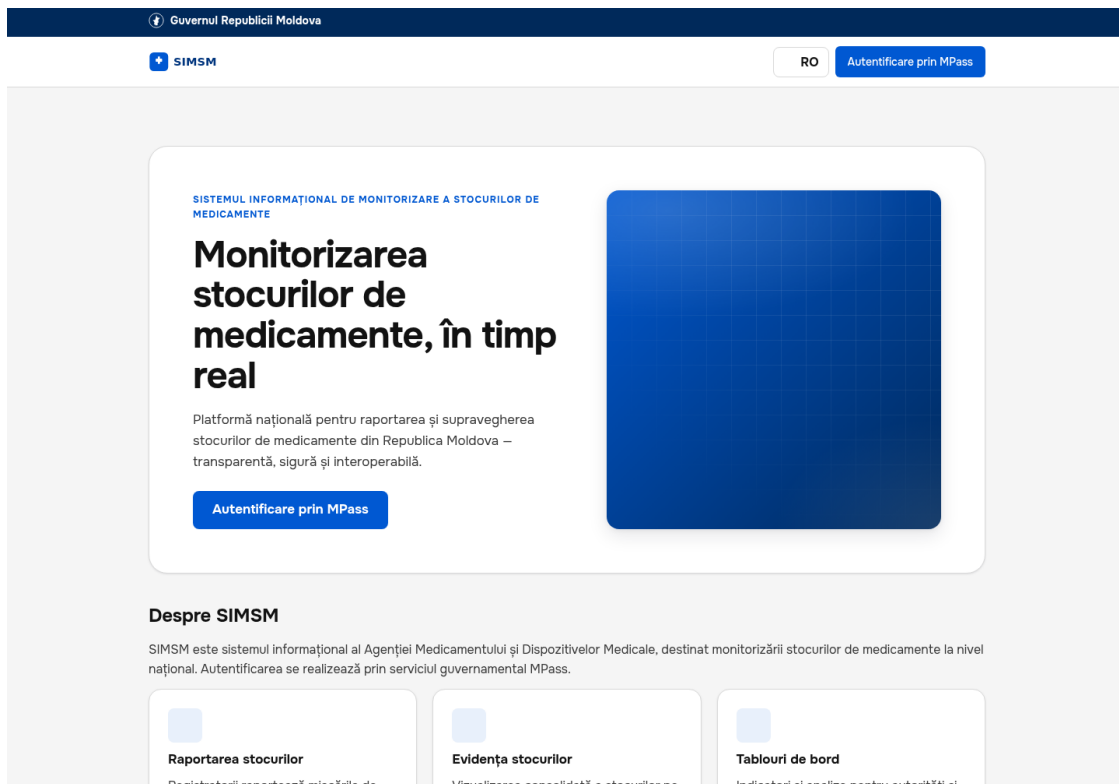 Guvernul Republicii Moldova
SIMSM
RO
Autentificare prin MPass
SISTEMUL INFORMAȚIONAL DE MONITORIZARE A STOCURILOR DE
MEDICAMENTE
Monitorizarea
stocurilor de
medicamente, în timp
real
Platformă națională pentru raportarea și supravegherea
stocurilor de medicamente din Republica Moldova —
transparentă, sigură și interoperabilă.
Autentificare prin MPass
Despre SIMSM
SIMSM este sistemul informațional al Agenției Medicamentului și Dispozitivelor Medicale, destinat monitorizării stocurilor de medicamente la nivel
național. Autentificarea se realizează prin serviciul guvernamental MPass.
Raportarea stocurilor
Evidența stocurilor
Tablouri de bord